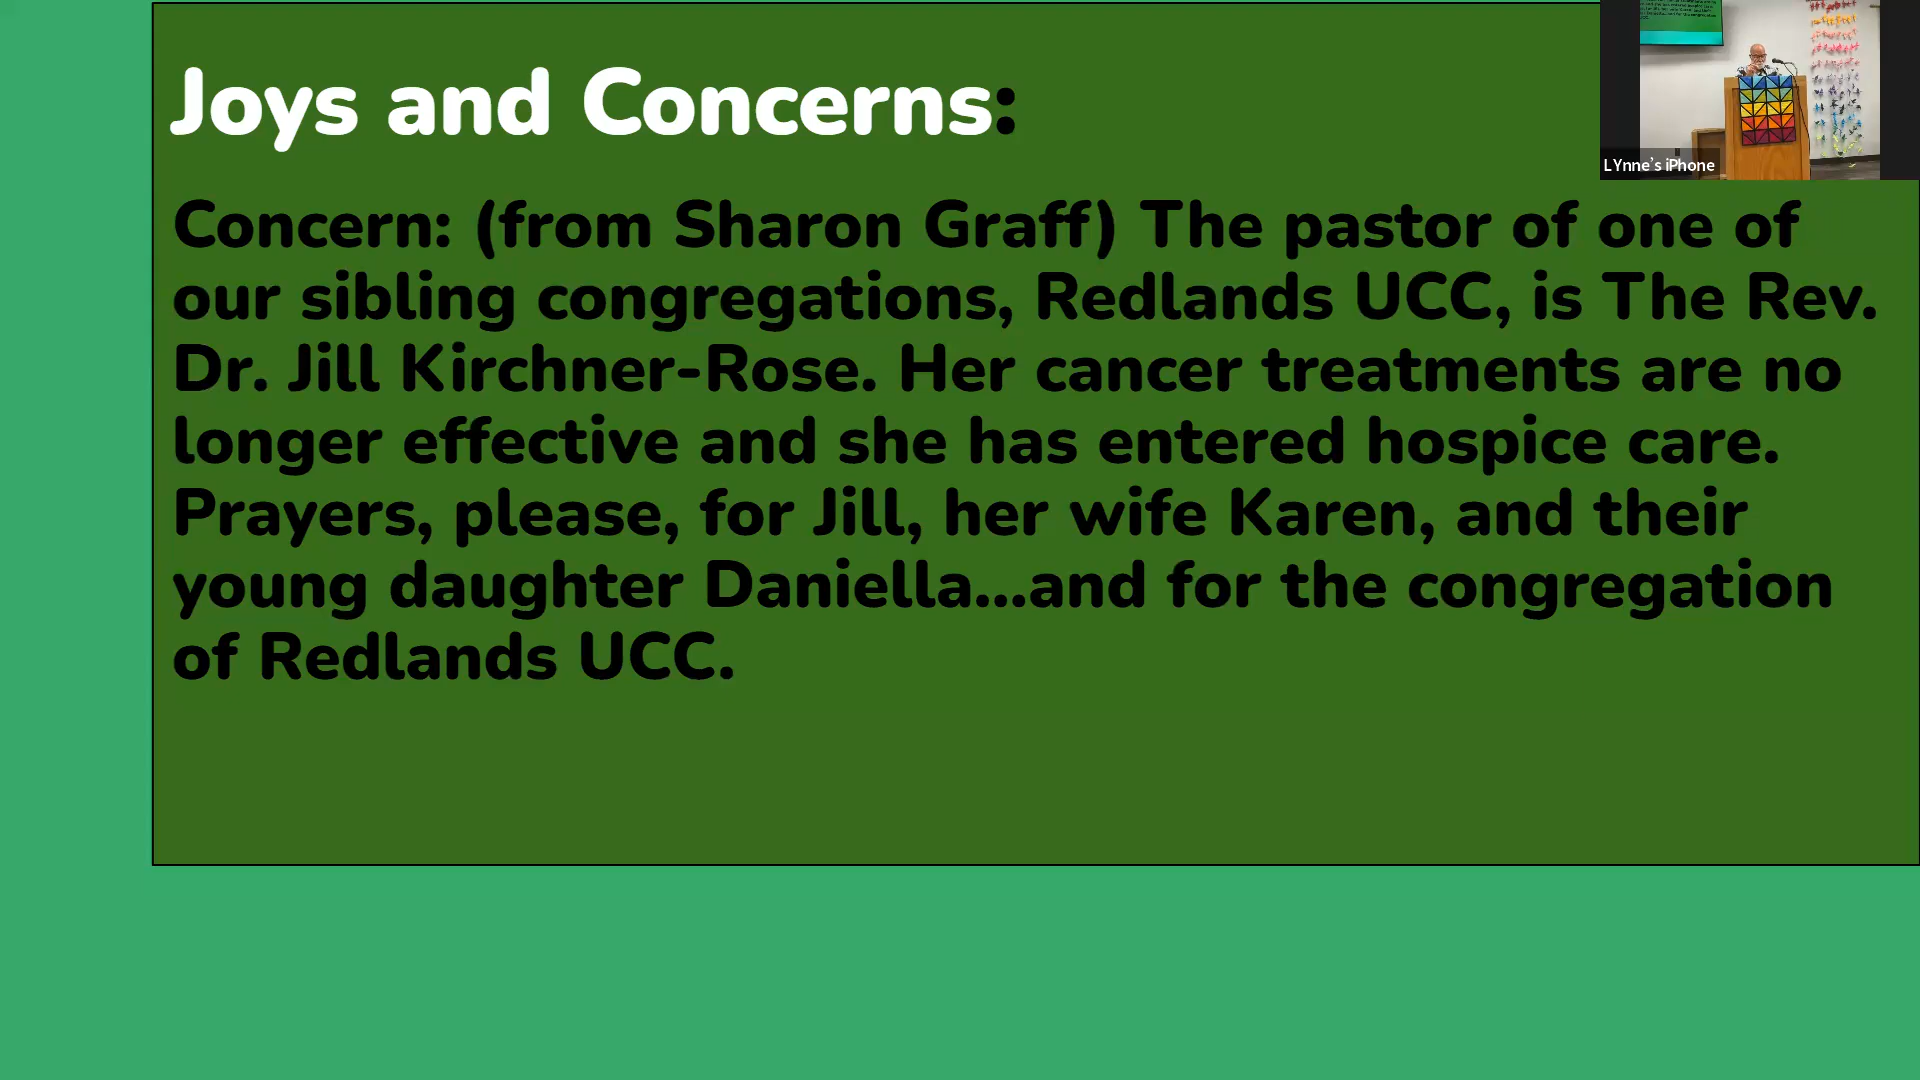 Joys and Concerns:
Concern: (from Sharon Graff) The pastor of one of
our sibling congregations, Redlands UCC, is The Rev.
Dr. Jill Kirchner-Rose. Her cancer treatments are no
longer effective and she has entered hospice care.
Prayers, please, for Jill, her wife Karen, and their
young daughter Daniella...and for the congregation
of Redlands UCC.
LYnne's iPhone